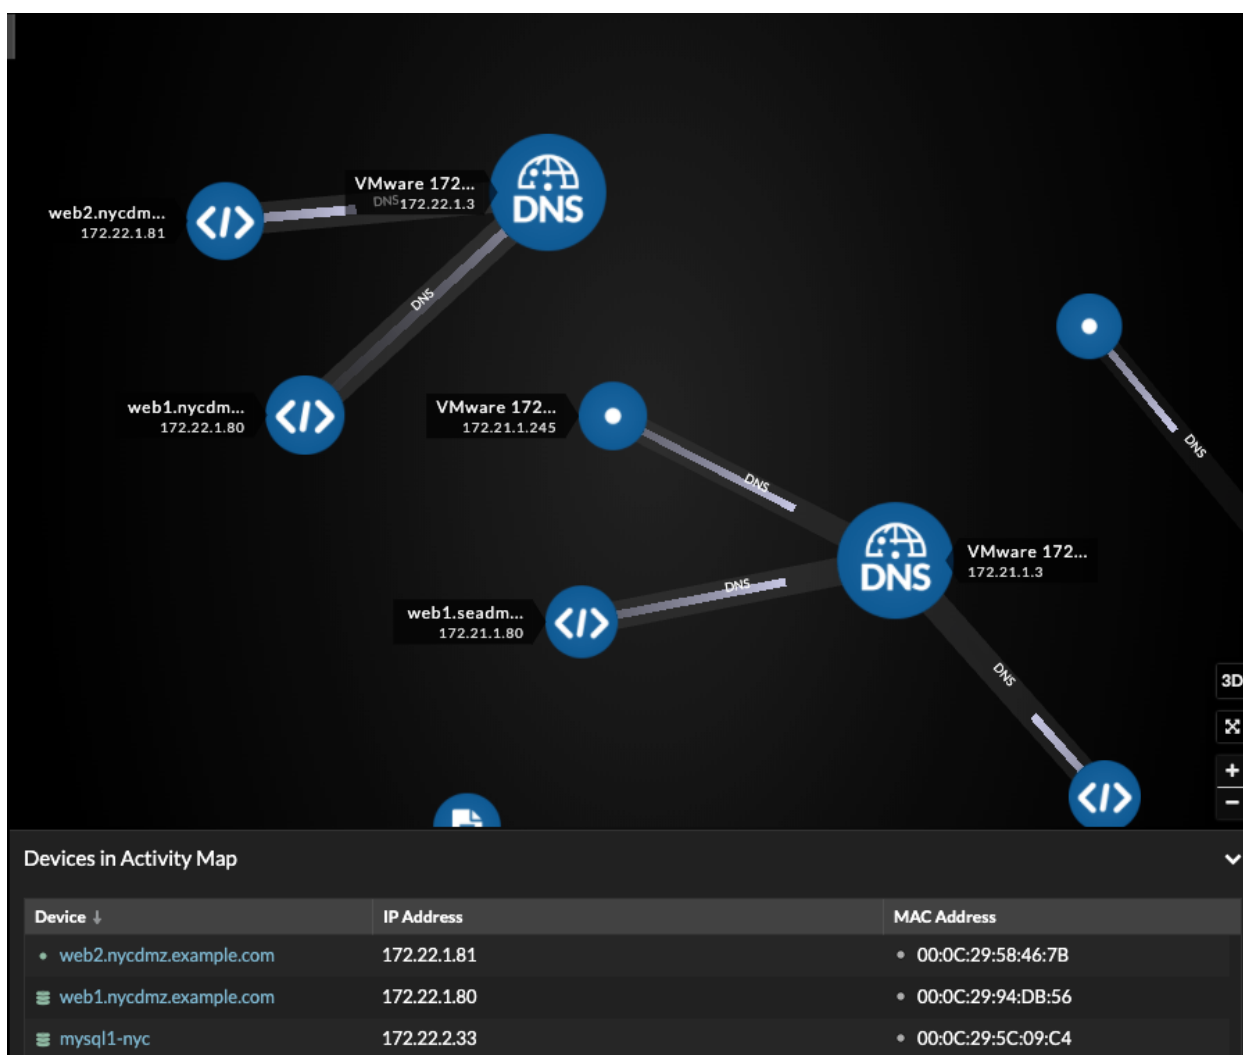 DNS
VMware 172...
DNS
172.22.1.3
web2.nycdm...
172.22.1.81
</>
DNS
web1.nycdm...
172.22.1.80
</>
VMware 172...
172.21.1.245
DNS
DNS
DNS
VMware 172...
172.21.1.3
DNS
web1.seadm...
172.21.1.80
</>
DNS
3D
+
−
</>
Devices in Activity Map
Device ↓ IP Address MAC Address
web2.nycdmz.example.com 172.22.1.81 00:0C:29:58:46:7B
web1.nycdmz.example.com 172.22.1.80 00:0C:29:94:DB:56
mysql1-nyc 172.22.2.33 00:0C:29:5C:09:C4